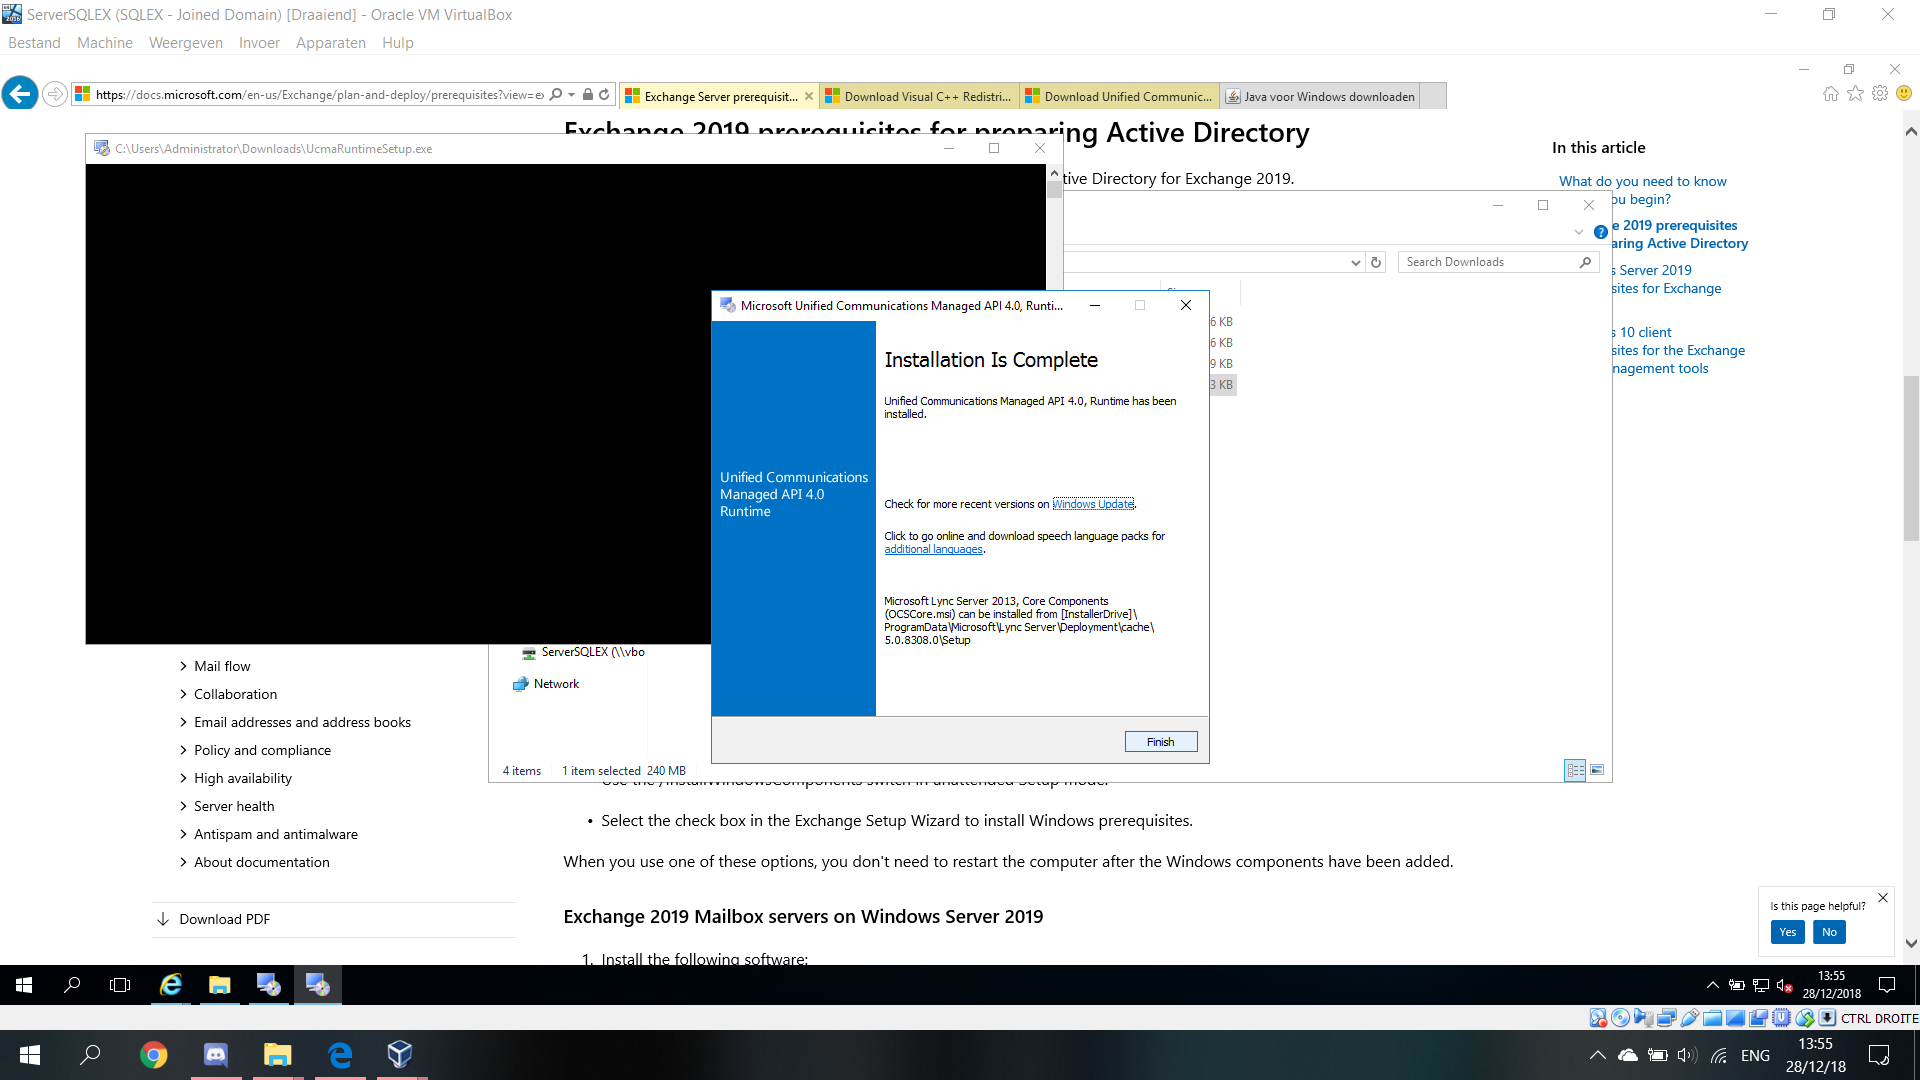 ServerSQLEX (SQLEX - Joined Domain) [Draaiend] - Oracle VM VirtualBox
Bestand Machine Weergeven Invoer Apparaten Hulp
https://docs.microsoft.com/en-us/Exchange/plan-and-deploy/prerequisites?view=e
Exchange Server prerequisit...
Download Visual C++ Redistri...
Download Unified Communic...
Java voor Windows downloaden
Exchange 2019 prerequisites for preparing Active Directory
In this article
C:\Users\Administrator\Downloads\UcmaRuntimeSetup.exe
tive Directory for Exchange 2019.
What do you need to know
ou begin?
e 2019 prerequisites
aring Active Directory
s Server 2019
sites for Exchange
s 10 client
sites for the Exchange
nagement tools
Search Downloads
6 KB
6 KB
9 KB
3 KB
Microsoft Unified Communications Managed API 4.0, Runti...
Installation Is Complete
Unified Communications Managed API 4.0, Runtime has been
installed.
Unified Communications
Managed API 4.0
Runtime
Check for more recent versions on Windows Update.
Click to go online and download speech language packs for
additional languages.
Microsoft Lync Server 2013, Core Components
(OCSCore.msi) can be installed from [InstallerDrive]\
ProgramData\Microsoft\Lync Server\Deployment\cache\
5.0.8308.0\Setup
Finish
ServerSQLEX (\\vbo
Network
4 items 1 item selected 240 MB
Mail flow
Collaboration
Email addresses and address books
Policy and compliance
High availability
Server health
Antispam and antimalware
About documentation
Download PDF
Use the /InstallWindowsComponents switch in unattended Setup mode.
• Select the check box in the Exchange Setup Wizard to install Windows prerequisites.
When you use one of these options, you don't need to restart the computer after the Windows components have been added.
Exchange 2019 Mailbox servers on Windows Server 2019
1. Install the following software:
Is this page helpful?
Yes No
13:55
28/12/2018
CTRL DROITE
ENG
13:55
28/12/18